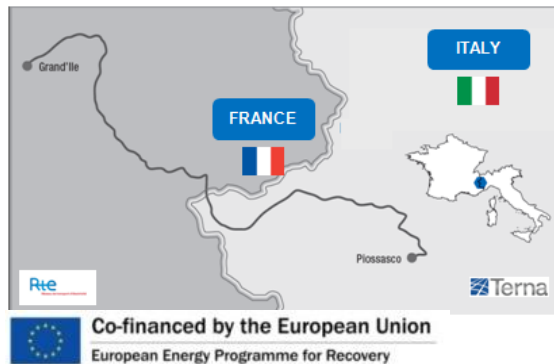 ITALY
Grand'Ile
FRANCE
Piossasco
Rte
Terna
Co-financed by the European Union
European Energy Programme for Recovery